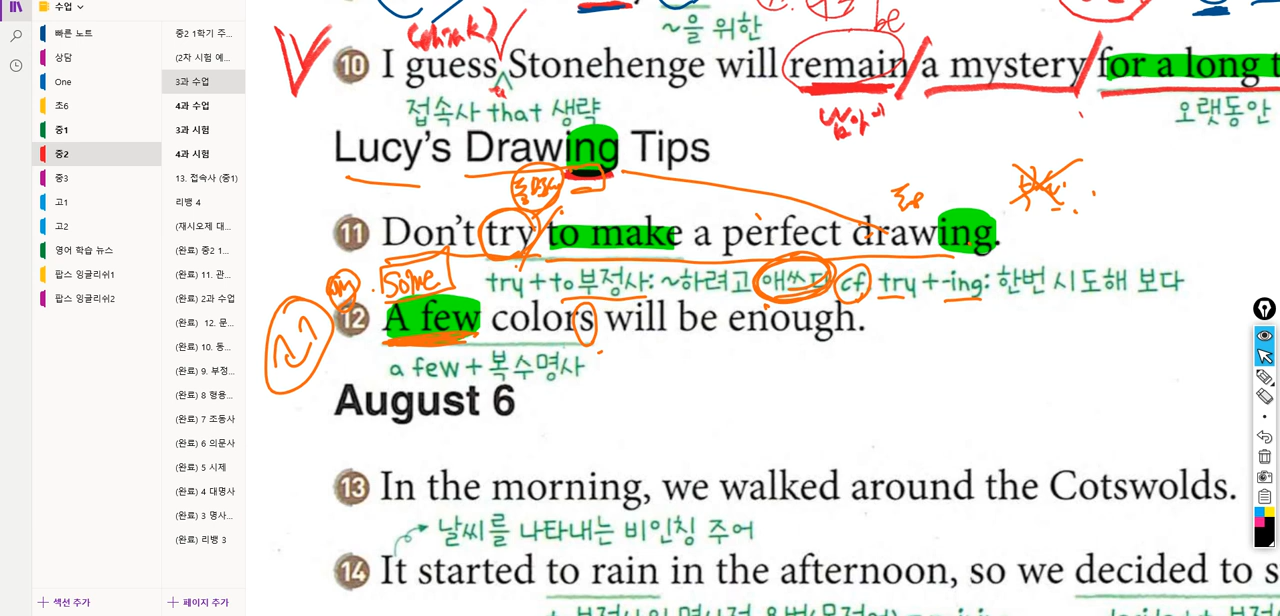 수업
빠른 노트
상담
One
초6
중1
중2
중3
고1
고2
영어 학습 뉴스
팝스 잉글리쉬1
팝스 잉글리쉬2
섹션 추가
중2 1학기 주...
(2차 시험 예...
3과 수업
4과 수업
3과 시험
4과 시험
13. 접속사 (중1)
리뱁 4
(재시오제 대...
(완료) 중2 1...
(완료) 11. 관...
(완료) 2과 수업
(완료)  12. 문...
(완료) 10. 동...
(완료) 9. 부정...
(완료) 8 형용...
(완료) 7 조동사
(완료) 6 의문사
(완료) 5 시제
(완료) 4 대명사
(완료) 3 명사...
(완료) 리뱁 3
페이지 추가
~을 위한 be
(think)
10 I guess Stonehenge will remain / a mystery / for a long t
접속사 that 생략 남아 오랫동안
Lucy's Drawing Tips
11 Don't try to make a perfect drawing.
some try + to부정사: ~하려고 애쓰다 cf try + -ing: 한번 시도해 보다
12 A few colors will be enough.
a few + 복수명사
August 6
13 In the morning, we walked around the Cotswolds.
날씨를 나타내는 비인칭 주어
14 It started to rain in the afternoon, so we decided to s